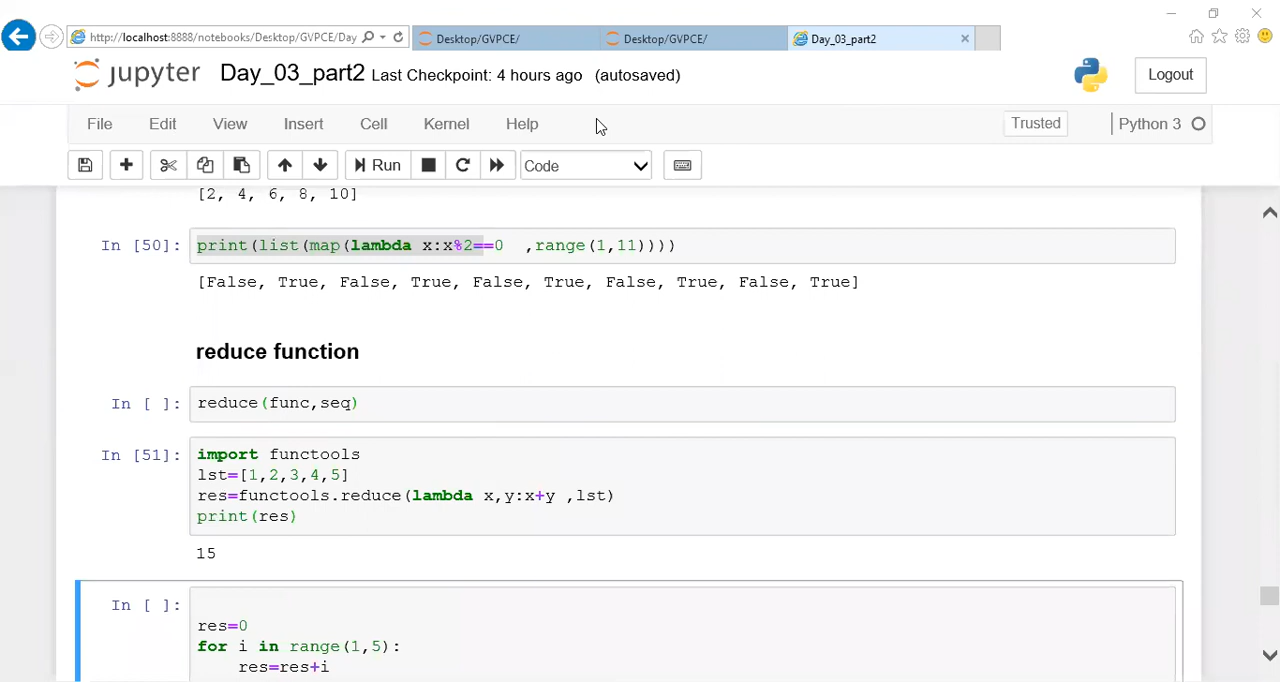 http://localhost:8888/notebooks/Desktop/GVPCE/Day
Desktop/GVPCE/
Desktop/GVPCE/
Day_03_part2
jupyter Day_03_part2 Last Checkpoint: 4 hours ago (autosaved)
Logout
File Edit View Insert Cell Kernel Help
Trusted
Python 3
Run
Code
[2, 4, 6, 8, 10]
In [50]: print(list(map(lambda x:x%2==0  ,range(1,11))))
[False, True, False, True, False, True, False, True, False, True]
reduce function
In [ ]: reduce(func,seq)
In [51]: import functools
lst=[1,2,3,4,5]
res=functools.reduce(lambda x,y:x+y ,lst)
print(res)
15
In [ ]:
res=0
for i in range(1,5):
    res=res+i